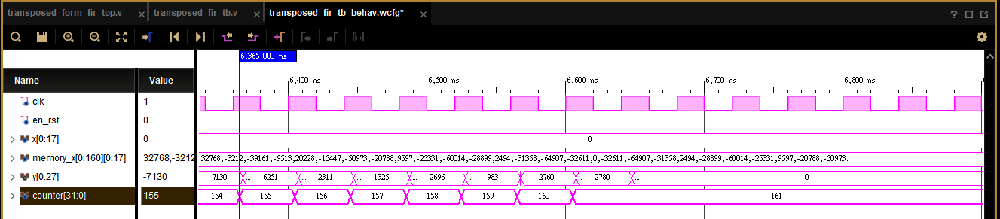 transposed_form_fir_top.v × transposed_fir_tb.v × transposed_fir_tb_behav.wcfg* ×
?
6,365.000 ns
Name Value
6,400 ns 6,500 ns 6,600 ns 6,700 ns 6,800 ns
clk 1
en_rst 0
x[0:17] 0 0
memory_x[0:160][0:17] 32768,-3212 32768,-3212,-39161,-9513,20228,-15447,-50973,-20788,9597,-25331,-60014,-28899,2494,-31358,-64907,-32611,0,-32611,-64907,-31358,2494,-28899,-60014,-25331,9597,-20788,-50973...
y[0:27] -7130 -7130 ... -6251 ... -2311 ... -1325 ... -2696 ... -983 2760 ... 2780 ... 0
counter[31:0] 155 154 155 156 157 158 159 160 161